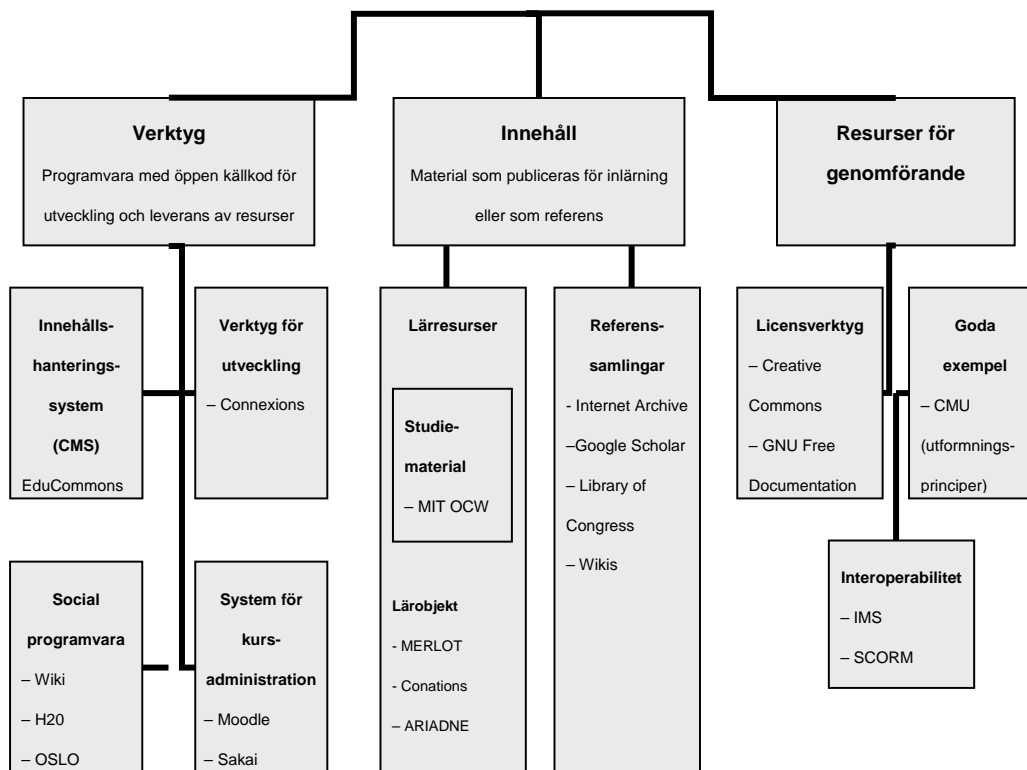 Verktyg
Programvara med öppen källkod för
utveckling och leverans av resurser
Innehåll
Material som publiceras för inlärning
eller som referens
Resurser för
genomförande
Innehålls-
hanterings-
system
(CMS)
EduCommons
Verktyg för
utveckling
– Connexions
Social
programvara
– Wiki
– H20
– OSLO
System för
kurs-
administration
– Moodle
– Sakai
Lärresurser
Studie-
material
– MIT OCW
Lärobjekt
- MERLOT
- Conations
– ARIADNE
Referens-
samlingar
- Internet Archive
–Google Scholar
– Library of
Congress
– Wikis
Licensverktyg
– Creative
Commons
– GNU Free
Documentation
Goda
exempel
– CMU
(utformnings-
principer)
Interoperabilitet
– IMS
– SCORM